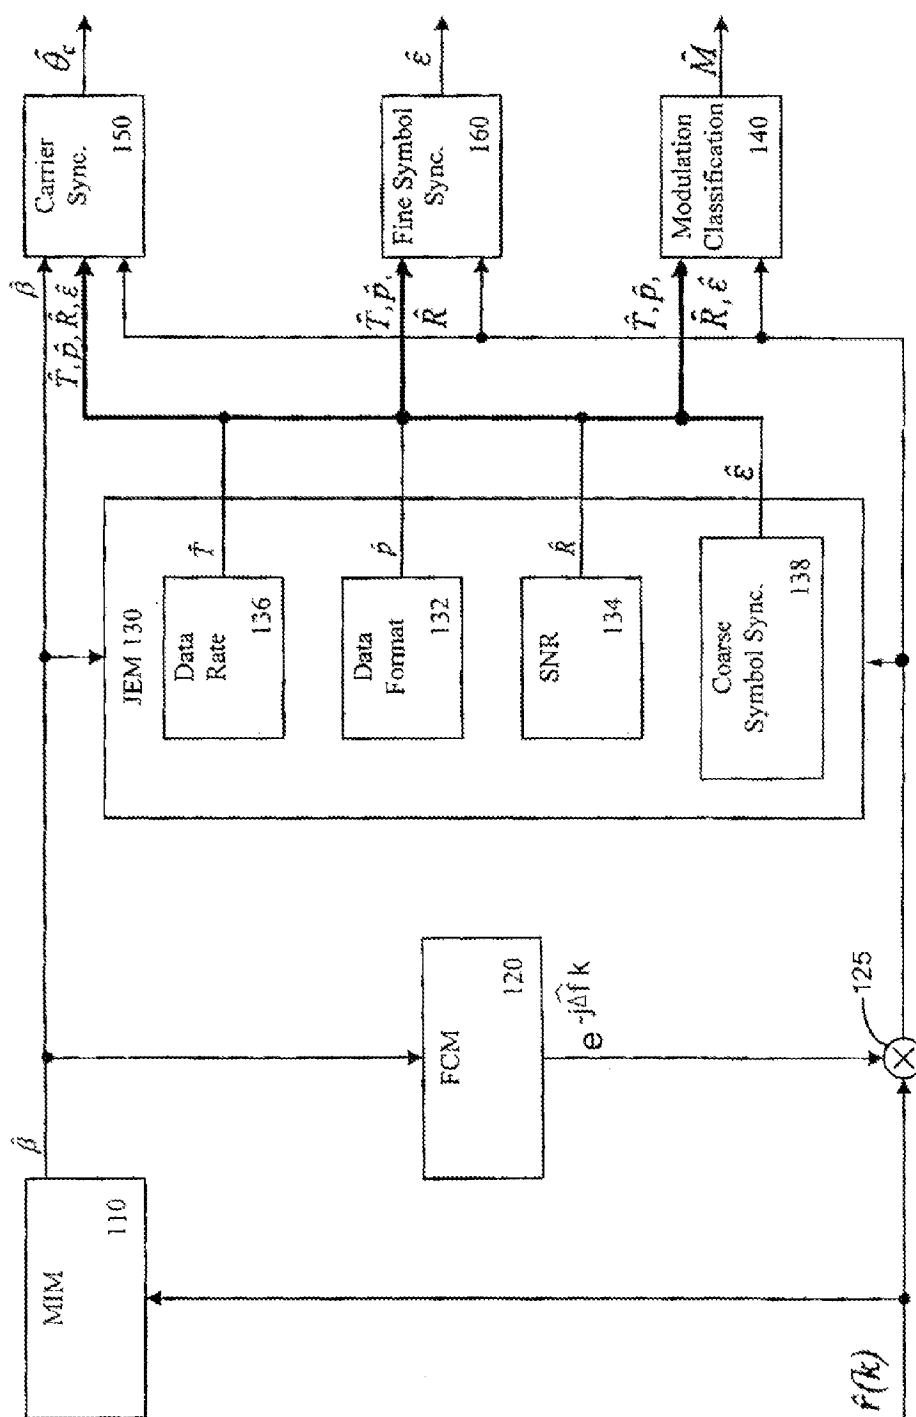 MIM
110
β̂
FCM
120
e^-jΔ̂f k
125
r̂(k)
JEM 130
Data
Rate
136
T̂
Data
Format
132
p̂
SNR
134
R̂
Coarse
Symbol Sync.
138
ε̂
β̂
T̂, p̂, R̂, ε̂
Carrier
Sync.
150
θ̂c
T̂, p̂,
R̂
Fine Symbol
Sync.
160
ε̂
T̂, p̂,
R̂, ε̂
Modulation
Classification
140
M̂